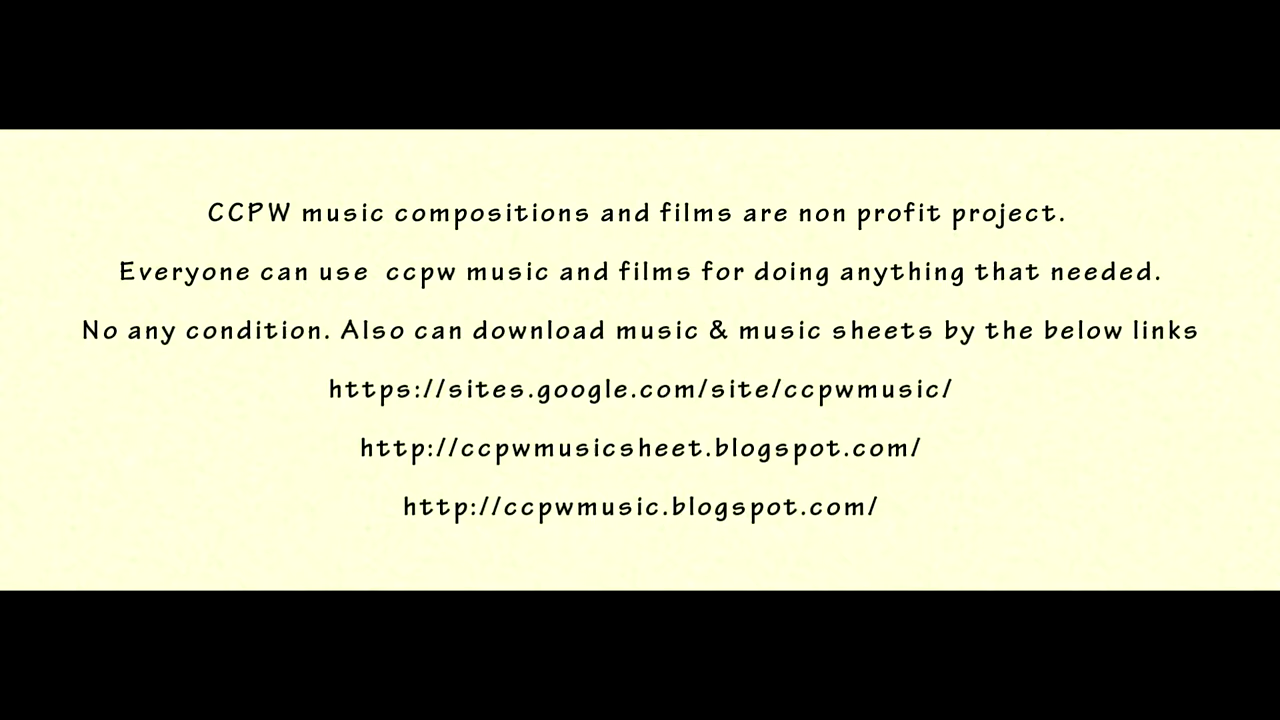 CCPW music compositions and films are non profit project.
Everyone can use  ccpw music and films for doing anything that needed.
No any condition. Also can download music & music sheets by the below links
https://sites.google.com/site/ccpwmusic/
http://ccpwmusicsheet.blogspot.com/
http://ccpwmusic.blogspot.com/